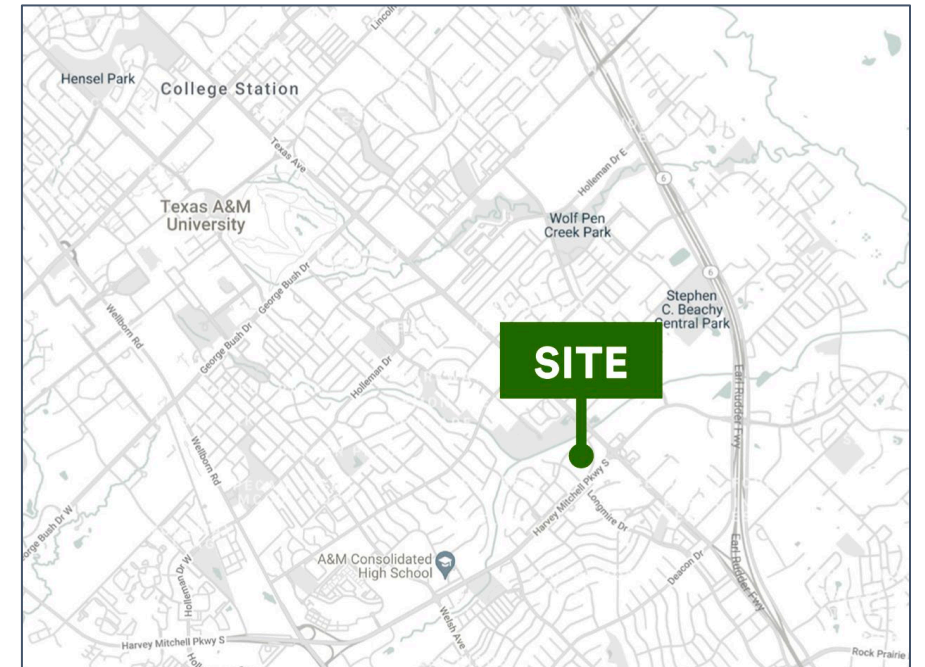 Lincoln
Hensel Park
College Station
Texas Ave
Holleman Dr E
6
Texas A&M
University
Wolf Pen
Creek Park
George Bush Dr
6
Stephen
C. Beachy
Central Park
Wellborn Rd
George Bush Dr
SITE
Holleman Dr
Earl Rudder Fwy
Wellborn Rd
Harvey Mitchell Pkwy S
Longmire Dr
orge Bush Dr W
A&M Consolidated
High School
Holleman Dr W
Deacon Dr
Earl Rudder Fwy
Welsh Ave
Harvey Mitchell Pkwy S
Rock Prairie